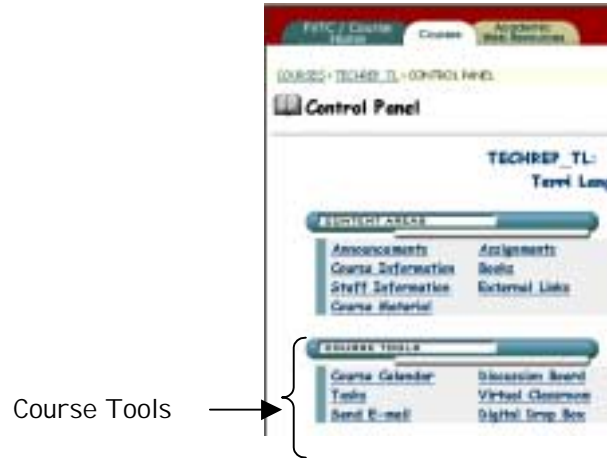 FVTC / Course
Home
Courses
Academic
Web Resources
COURSES > TECHREP_TL > CONTROL PANEL
Control Panel
TECHREP_TL:
Terri Lang
CONTENT AREAS
Announcements Assignments
Course Information Books
Staff Information External Links
Course Material
COURSE TOOLS
Course Calendar Discussion Board
Tasks Virtual Classroom
Send E-mail Digital Drop Box
Course Tools